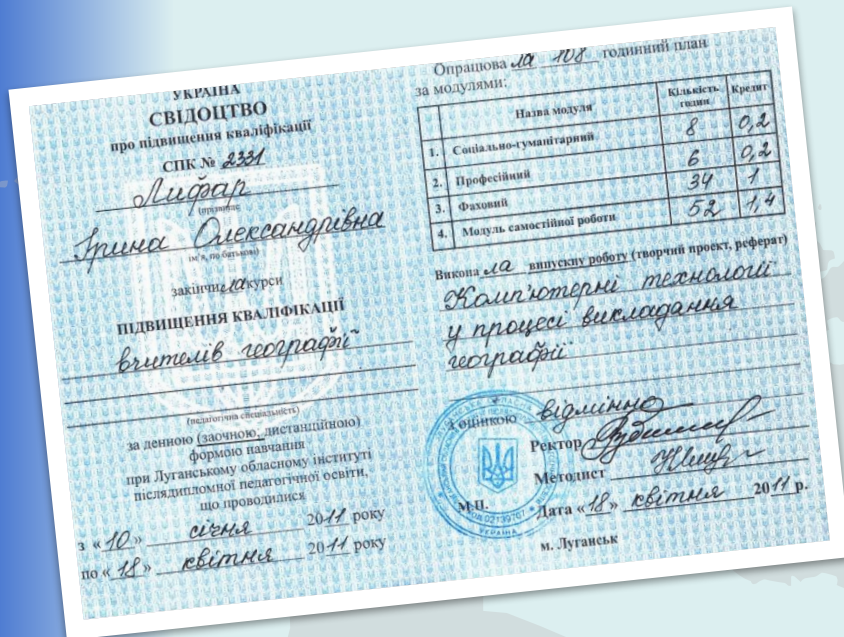 УКРАЇНА
СВІДОЦТВО
про підвищення кваліфікації
СПК № 2331
Лифар
(прізвище)
Ірина Олександрівна
(ім'я, по батькові)
закінчила курси
ПІДВИЩЕННЯ КВАЛІФІКАЦІЇ
вчителів географії
(педагогічна спеціальність)
за денною (заочною, дистанційною)
формою навчання
при Луганському обласному інституті
післядипломної педагогічної освіти,
що проводилися
з «10» січня 2011 року
по «18» квітня 2011 року
Опрацювала 108 годинний план
за модулями:
Назва модуля Кількість годин Кредит
1. Соціально-гуманітарний 8 0,2
2. Професійний 6 0,2
3. Фаховий 34 1
4. Модуль самостійної роботи 52 1,4
Виконала випускну роботу (творчий проект, реферат)
Комп'ютерні технології
у процесі викладання
географії
з оцінкою відмінно
Ректор
Методист
М.П.
Дата «18» квітня 2011 р.
м. Луганськ
УКРАЇНА